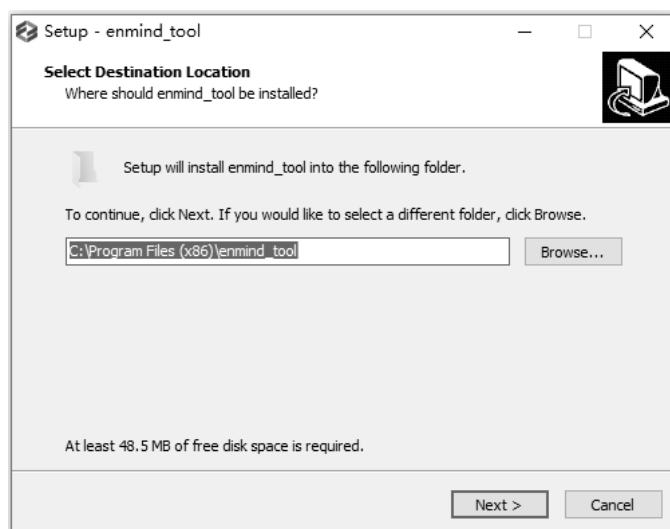 Setup - enmind_tool
Select Destination Location
Where should enmind_tool be installed?
Setup will install enmind_tool into the following folder.
To continue, click Next. If you would like to select a different folder, click Browse.
C:\Program Files (x86)\enmind_tool
Browse...
At least 48.5 MB of free disk space is required.
Next >
Cancel